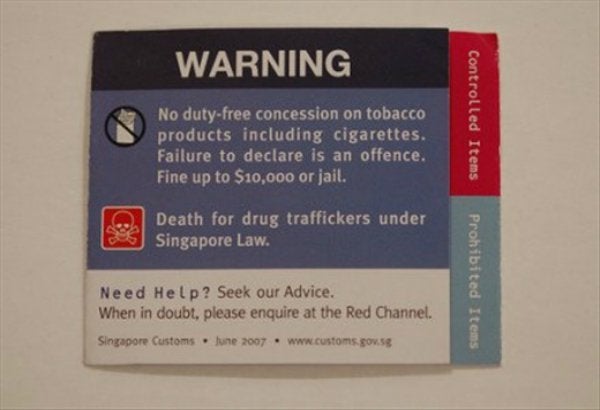 WARNING
No duty-free concession on tobacco
products including cigarettes.
Failure to declare is an offence.
Fine up to $10,000 or jail.
Death for drug traffickers under
Singapore Law.
Need Help? Seek our Advice.
When in doubt, please enquire at the Red Channel.
Singapore Customs • June 2007 • www.customs.gov.sg
Controlled Items
Prohibited Items